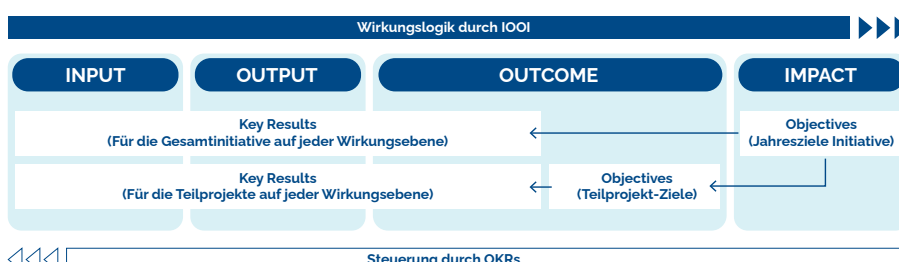 Wirkungslogik durch IOOI
INPUT
OUTPUT
OUTCOME
IMPACT
Key Results
(Für die Gesamtinitiative auf jeder Wirkungsebene)
Objectives
(Jahresziele Initiative)
Key Results
(Für die Teilprojekte auf jeder Wirkungsebene)
Objectives
(Teilprojekt-Ziele)
Steuerung durch OKRs